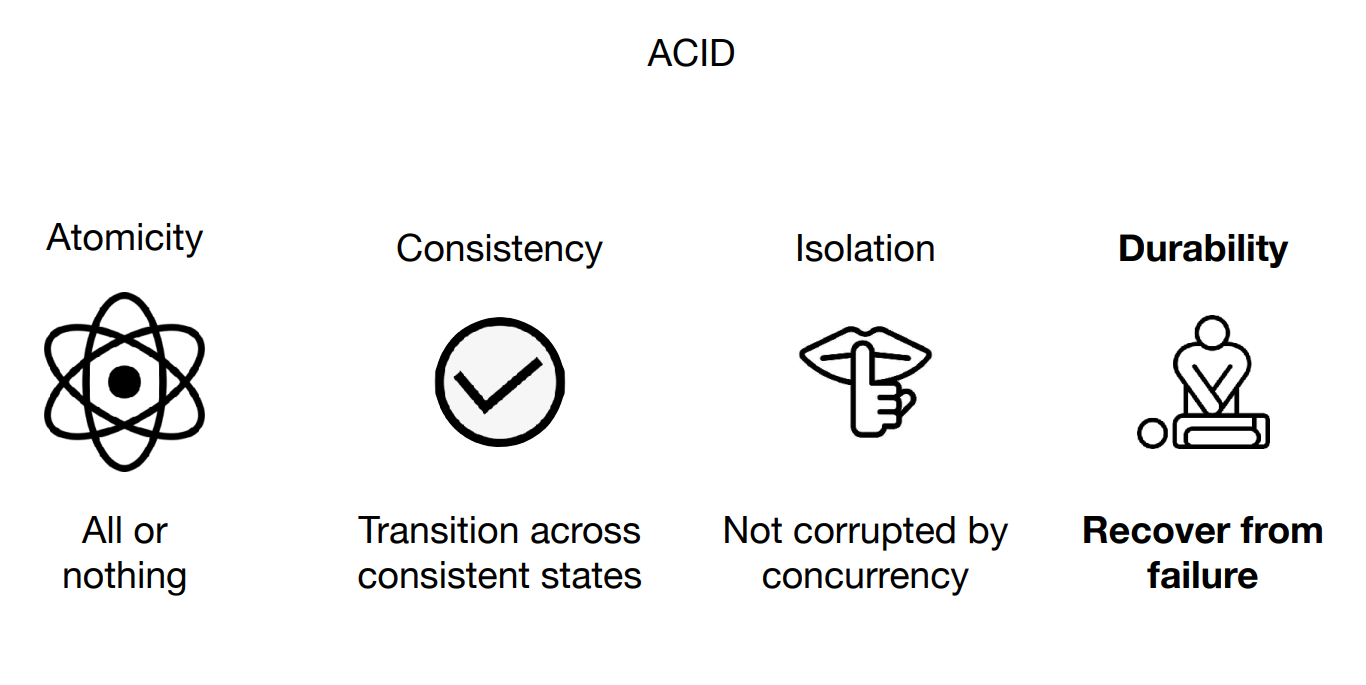 ACID
Atomicity
Consistency
Isolation
Durability
All or
nothing
Transition across
consistent states
Not corrupted by
concurrency
Recover from
failure